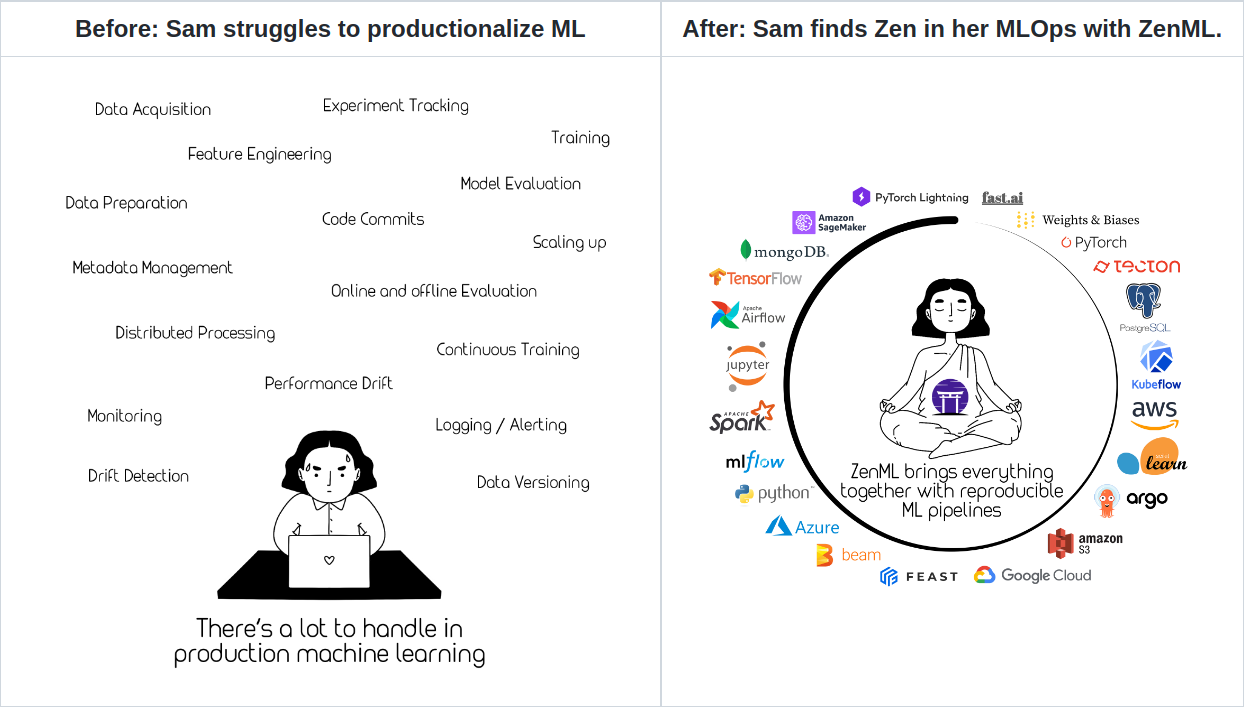 Before: Sam struggles to productionalize ML
Data Acquisition
Experiment Tracking
Training
Feature Engineering
Model Evaluation
Data Preparation
Code Commits
Scaling up
Metadata Management
Online and offline Evaluation
Distributed Processing
Continuous Training
Performance Drift
Monitoring
Logging / Alerting
Drift Detection
Data Versioning
There's a lot to handle in
production machine learning
After: Sam finds Zen in her MLOps with ZenML.
PyTorch Lightning
fast.ai
Amazon
SageMaker
Weights & Biases
mongoDB
PyTorch
TensorFlow
TECTON
Apache
Airflow
PostgreSQL
jupyter
Kubeflow
APACHE
Spark
aws
mlflow
learn
python
argo
ZenML brings everything
together with reproducible
ML pipelines
Azure
amazon
S3
beam
FEAST
Google Cloud